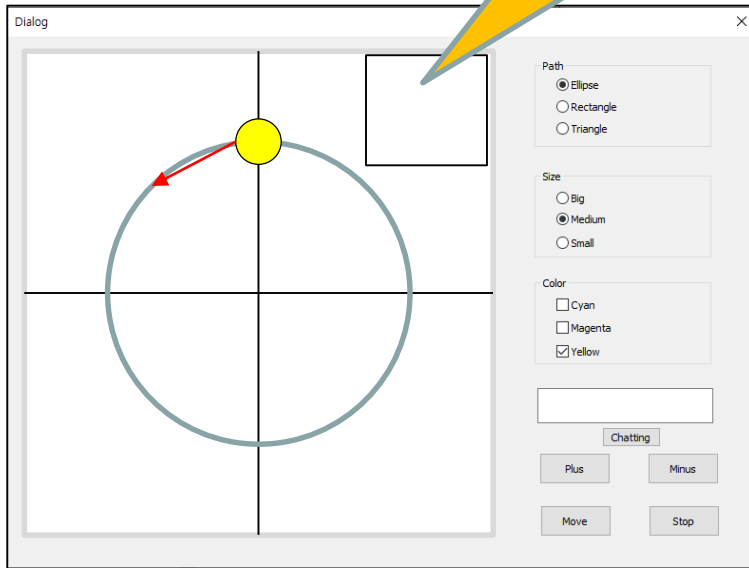 Dialog
Path
Ellipse
Rectangle
Triangle
Size
Big
Medium
Small
Color
Cyan
Magenta
Yellow
Chatting
Plus
Minus
Move
Stop